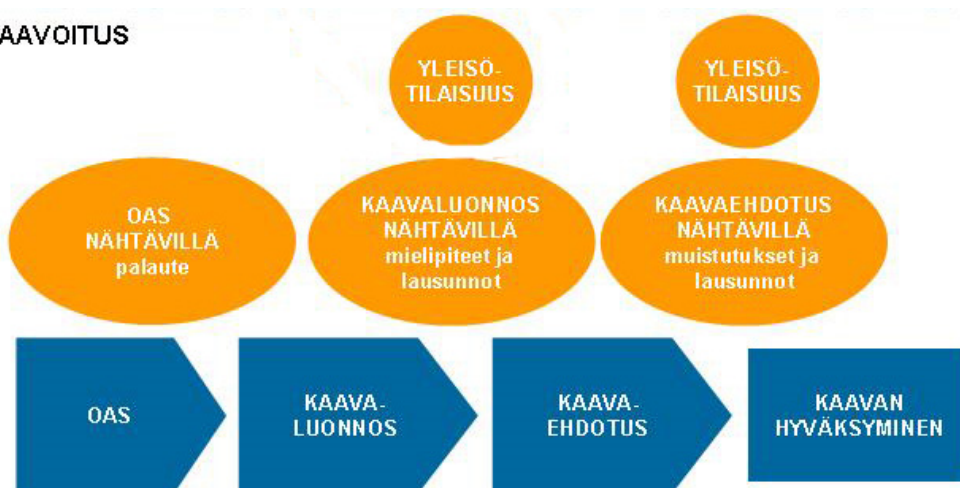 AAVOITUS
YLEISÖ-
TILAISUUS
YLEISÖ-
TILAISUUS
OAS
NÄHTÄVILLÄ
palaute
KAAVALUONNOS
NÄHTÄVILLÄ
mielipiteet ja
lausunnot
KAAVAEHDOTUS
NÄHTÄVILLÄ
muistutukset ja
lausunnot
OAS
KAAVA-
LUONNOS
KAAVA-
EHDOTUS
KAAVAN
HYVÄKSYMINEN